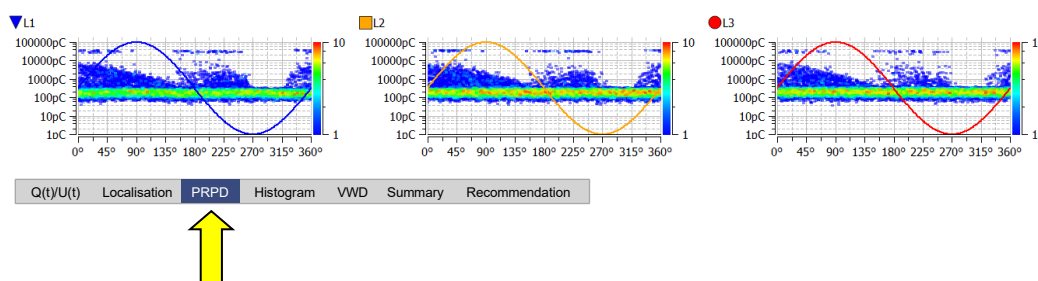 L1 L2 L3
100000pC 10 100000pC 10 100000pC 1
10000pC 10000pC 10000pC
1000pC 1000pC 1000pC
100pC 100pC 100pC
10pC 10pC 10pC
1pC 1 1pC 1 1pC 1
0° 45° 90° 135° 180° 225° 270° 315° 360° 0° 45° 90° 135° 180° 225° 270° 315° 360° 0° 45° 90° 135° 180° 225° 270° 315° 360°
Q(t)/U(t) Localisation PRPD Histogram VWD Summary Recommendation